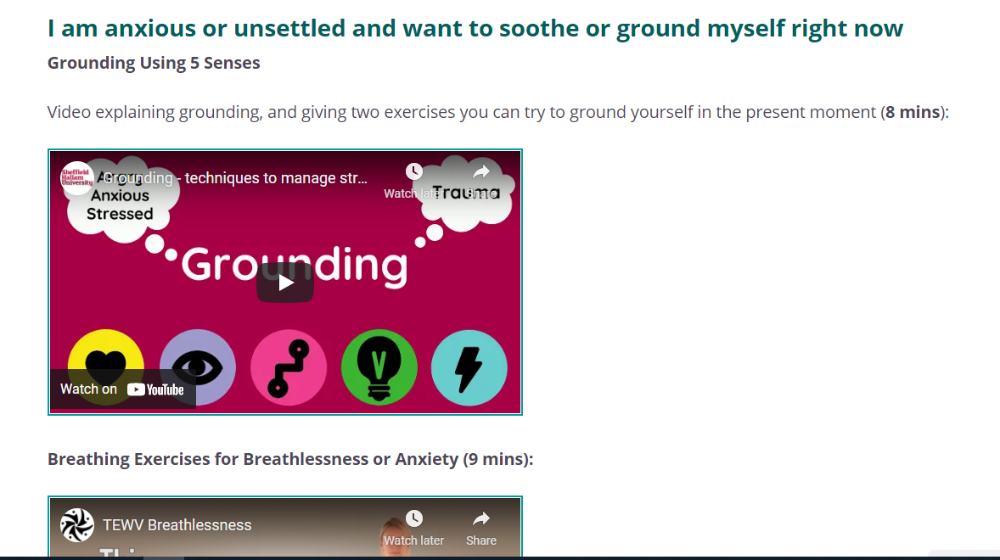 I am anxious or unsettled and want to soothe or ground myself right now
Grounding Using 5 Senses
Video explaining grounding, and giving two exercises you can try to ground yourself in the present moment (8 mins):
Sheffield
Hallam
University
Grounding - techniques to manage str...
Watch later
Share
Anxious
Stressed
Trauma
Grounding
Watch on YouTube
Breathing Exercises for Breathlessness or Anxiety (9 mins):
TEWV Breathlessness
Watch later
Share